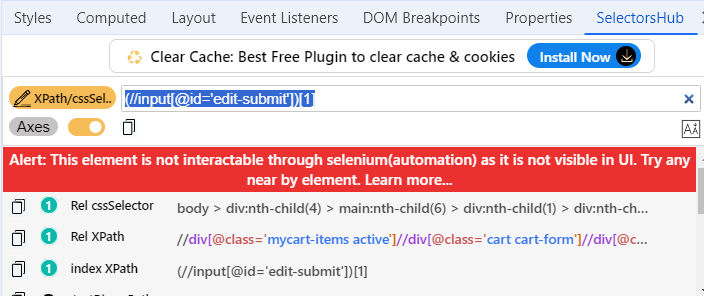 Styles Computed Layout Event Listeners DOM Breakpoints Properties SelectorsHub
Clear Cache: Best Free Plugin to clear cache & cookies Install Now
XPath/cssSel.. (//input[@id='edit-submit'])[1]
Axes
Alert: This element is not interactable through selenium(automation) as it is not visible in UI. Try any
near by element. Learn more...
1 Rel cssSelector body > div:nth-child(4) > main:nth-child(6) > div:nth-child(1) > div:nth-ch...
1 Rel XPath //div[@class='mycart-items active']//div[@class='cart cart-form']//div[@c...
1 index XPath (//input[@id='edit-submit'])[1]